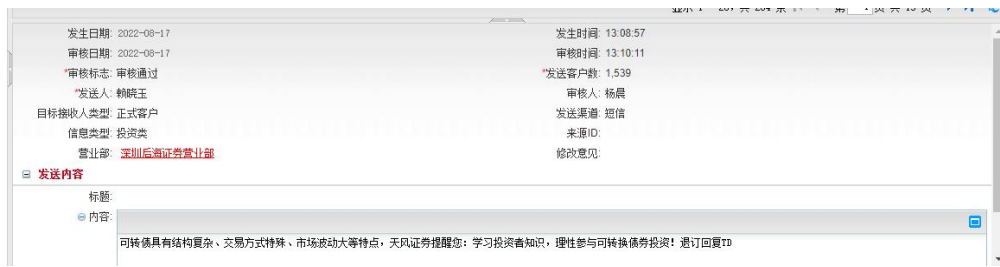 发生日期: 2022-08-17 发生时间: 13:08:57
审核日期: 2022-08-17 审核时间: 13:10:11
*审核标志: 审核通过 *发送客户数: 1,539
*发送人: 赖晓玉 审核人: 杨晨
目标接收人类型: 正式客户 发送渠道: 短信
信息类型: 投资类 来源ID:
营业部: 深圳后海证券营业部 修改意见:
发送内容
标题:
内容:
可转债具有结构复杂、交易方式特殊、市场波动大等特点，天风证券提醒您：学习投资者知识，理性参与可转换债券投资！退订回复TD